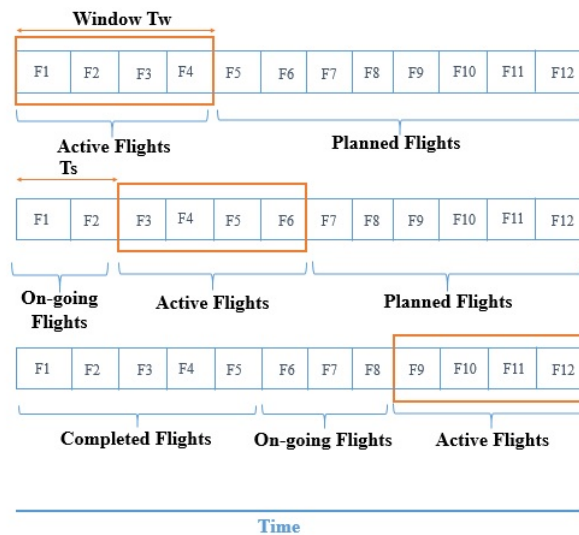 Window Tw
F1 F2 F3 F4 F5 F6 F7 F8 F9 F10 F11 F12
Active Flights Planned Flights
Ts
F1 F2 F3 F4 F5 F6 F7 F8 F9 F10 F11 F12
On-going
Flights
Active Flights Planned Flights
F1 F2 F3 F4 F5 F6 F7 F8 F9 F10 F11 F12
Completed Flights On-going Flights Active Flights
Time